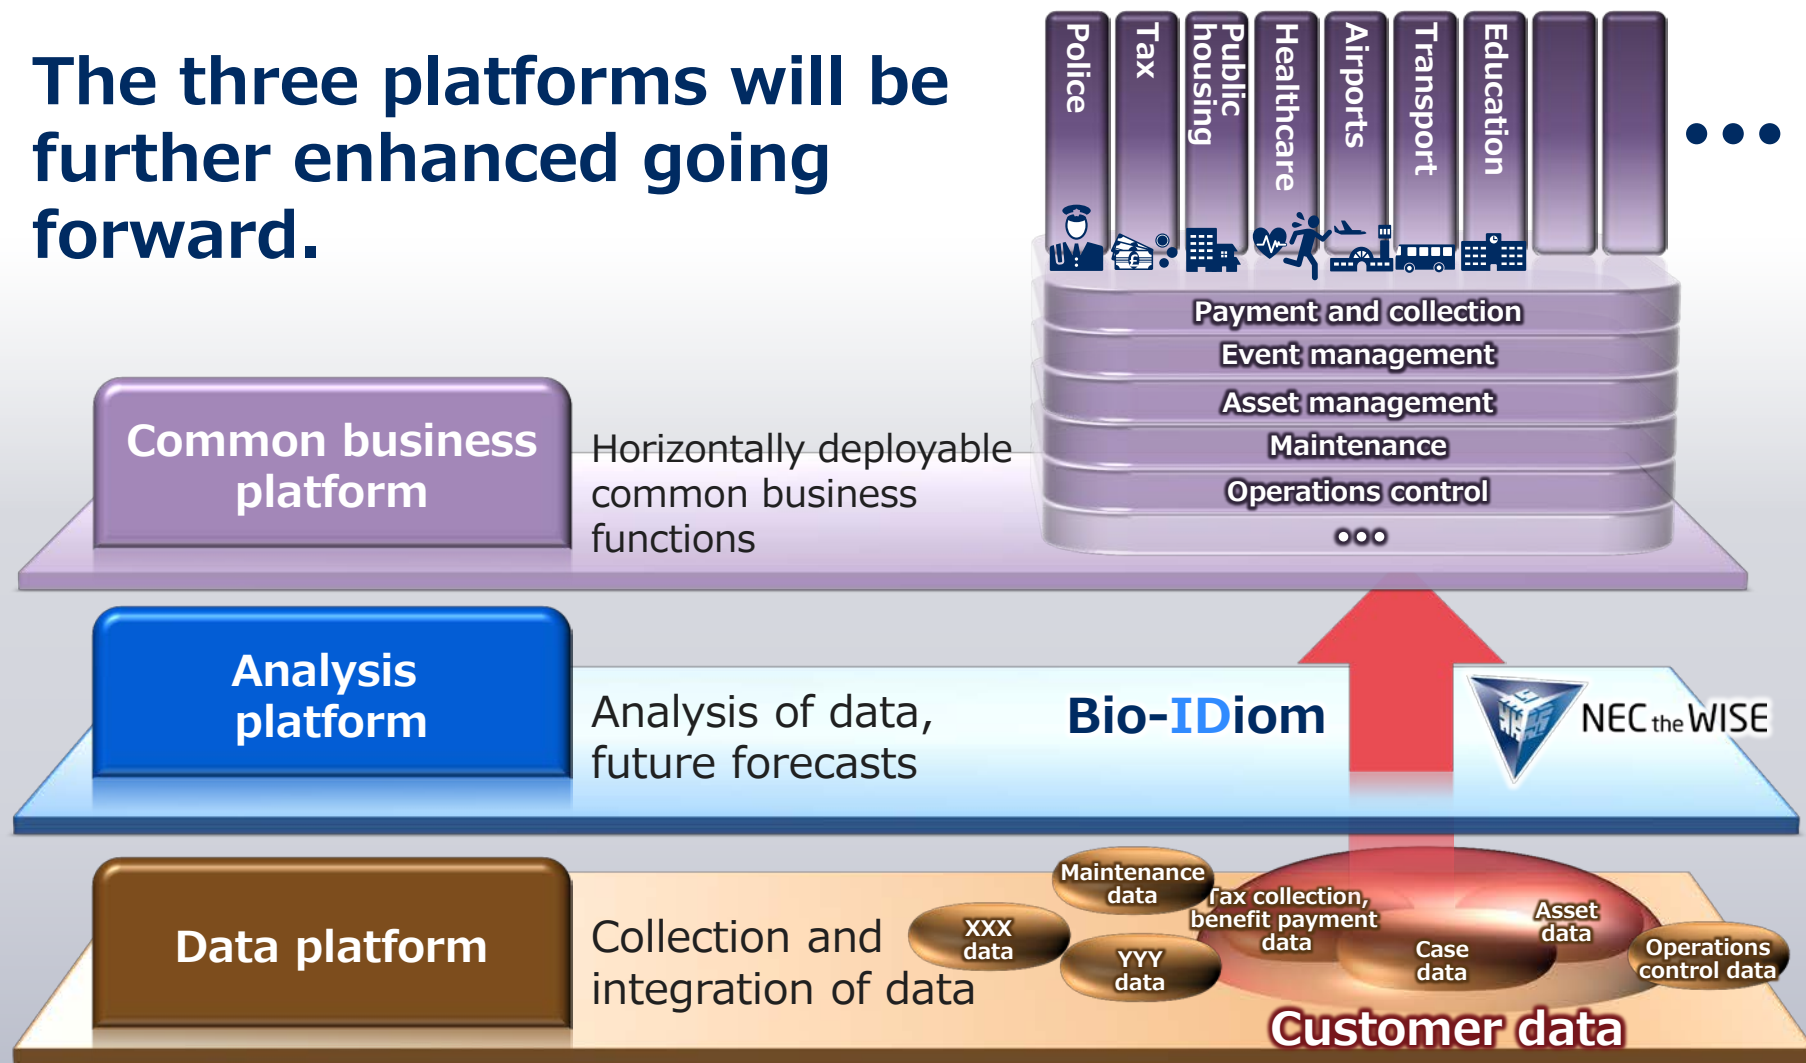 The three platforms will be
further enhanced going
forward.
Police
Tax
Public
housing
Healthcare
Airports
Transport
Education
•••
£
Payment and collection
Event management
Asset management
Maintenance
Operations control
•••
Common business
platform
Horizontally deployable
common business
functions
Analysis
platform
Analysis of data,
future forecasts
Bio-IDiom
NEC the WISE
Data platform
Collection and
integration of data
Maintenance
data
XXX
data
YYY
data
Tax collection,
benefit payment
data
Case
data
Asset
data
Operations
control data
Customer data